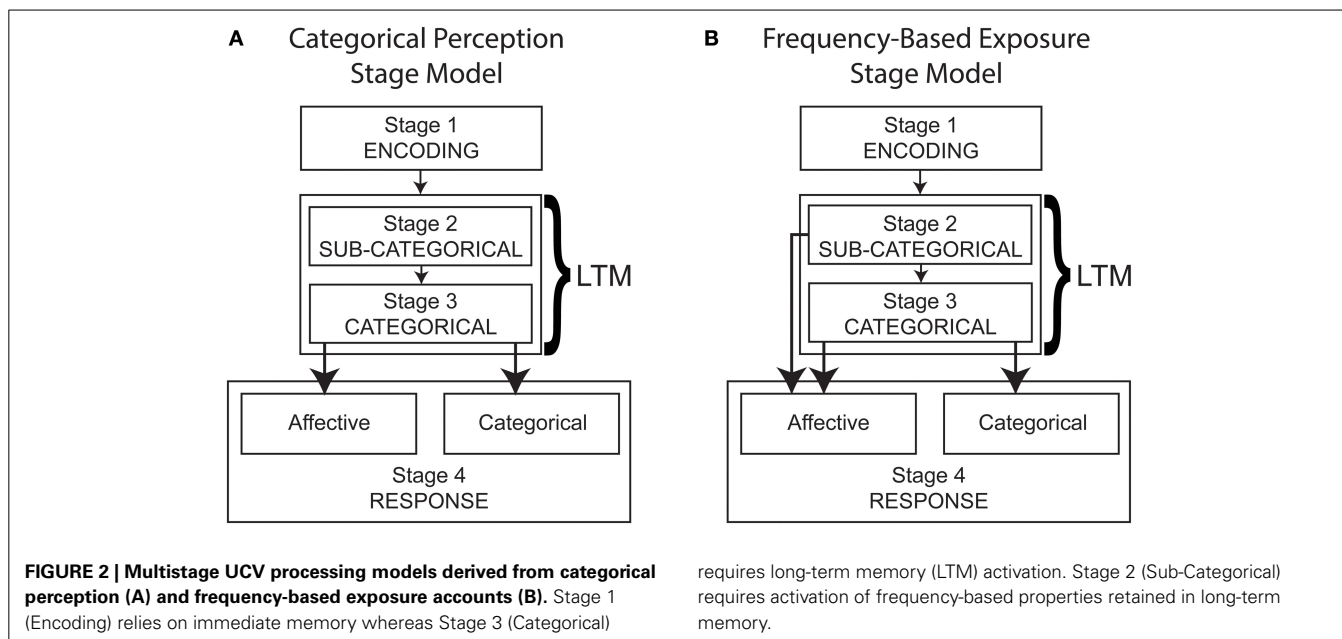 A Categorical Perception
Stage Model
Stage 1
ENCODING
Stage 2
SUB-CATEGORICAL
Stage 3
CATEGORICAL
LTM
Affective
Categorical
Stage 4
RESPONSE
B Frequency-Based Exposure
Stage Model
Stage 1
ENCODING
Stage 2
SUB-CATEGORICAL
Stage 3
CATEGORICAL
LTM
Affective
Categorical
Stage 4
RESPONSE
FIGURE 2 | Multistage UCV processing models derived from categorical
perception (A) and frequency-based exposure accounts (B). Stage 1
(Encoding) relies on immediate memory whereas Stage 3 (Categorical)
requires long-term memory (LTM) activation. Stage 2 (Sub-Categorical)
requires activation of frequency-based properties retained in long-term
memory.